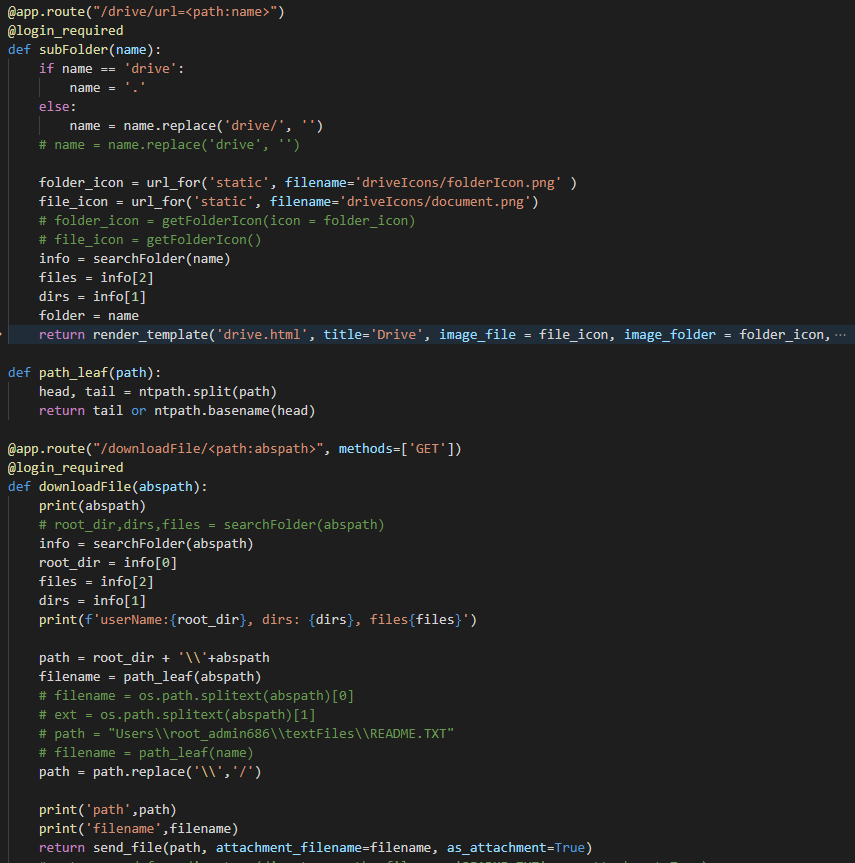 @app.route("/drive/url=<path:name>")
@login_required
def subFolder(name):
    if name == 'drive':
        name = '.'
    else:
        name = name.replace('drive/', '')
    # name = name.replace('drive', '')

    folder_icon = url_for('static', filename='driveIcons/folderIcon.png' )
    file_icon = url_for('static', filename='driveIcons/document.png')
    # folder_icon = getFolderIcon(icon = folder_icon)
    # file_icon = getFolderIcon()
    info = searchFolder(name)
    files = info[2]
    dirs = info[1]
    folder = name
    return render_template('drive.html', title='Drive', image_file = file_icon, image_folder = folder_icon, ···

def path_leaf(path):
    head, tail = ntpath.split(path)
    return tail or ntpath.basename(head)

@app.route("/downloadFile/<path:abspath>", methods=['GET'])
@login_required
def downloadFile(abspath):
    print(abspath)
    # root_dir,dirs,files = searchFolder(abspath)
    info = searchFolder(abspath)
    root_dir = info[0]
    files = info[2]
    dirs = info[1]
    print(f'userName:{root_dir}, dirs: {dirs}, files{files}')

    path = root_dir + '\\'+abspath
    filename = path_leaf(abspath)
    # filename = os.path.splitext(abspath)[0]
    # ext = os.path.splitext(abspath)[1]
    # path = "Users\\root_admin686\\textFiles\\README.TXT"
    # filename = path_leaf(name)
    path = path.replace('\\','/')

    print('path',path)
    print('filename',filename)
    return send_file(path, attachment_filename=filename, as_attachment=True)